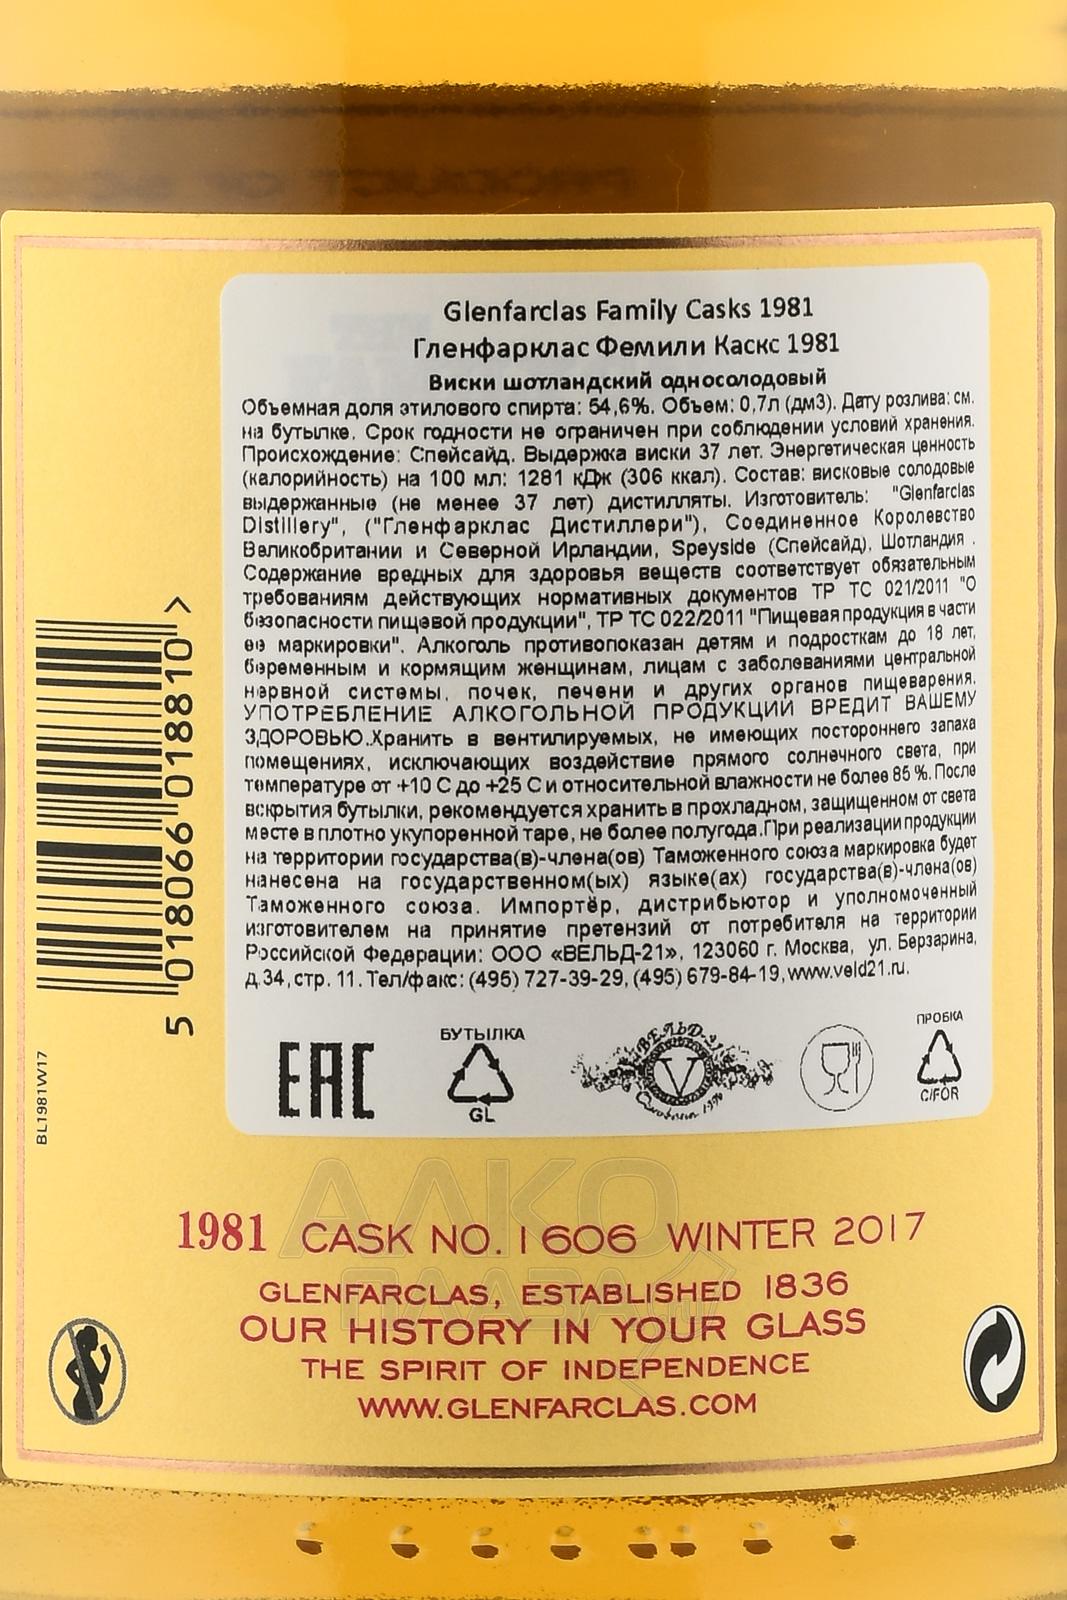 Glenfarclas Family Casks 1981
Гленфарклас Фемили Каскс 1981
Виски шотландский односолодовый
Объемная доля этилового спирта: 54,6%. Объем: 0,7л (дм3). Дату розлива: см.
на бутылке. Срок годности не ограничен при соблюдении условий хранения.
Происхождение: Спейсайд. Выдержка виски 37 лет. Энергетическая ценность
(калорийность) на 100 мл: 1281 кДж (306 ккал). Состав: висковые солодовые
выдержанные (не менее 37 лет) дистилляты. Изготовитель: "Glenfarclas
Distillery", ("Гленфарклас Дистиллери"), Соединенное Королевство
Великобритании и Северной Ирландии, Speyside (Спейсайд), Шотландия .
Содержание вредных для здоровья веществ соответствует обязательным
требованиям действующих нормативных документов ТР ТС 021/2011 "О
безопасности пищевой продукции", ТР ТС 022/2011 "Пищевая продукция в части
ее маркировки". Алкоголь противопоказан детям и подросткам до 18 лет,
беременным и кормящим женщинам, лицам с заболеваниями центральной
нервной системы, почек, печени и других органов пищеварения.
УПОТРЕБЛЕНИЕ АЛКОГОЛЬНОЙ ПРОДУКЦИИ ВРЕДИТ ВАШЕМУ
ЗДОРОВЬЮ.Хранить в вентилируемых, не имеющих постороннего запаха
помещениях, исключающих воздействие прямого солнечного света, при
температуре от +10 С до +25 С и относительной влажности не более 85 %. После
вскрытия бутылки, рекомендуется хранить в прохладном, защищенном от света
месте в плотно укупоренной таре, не более полугода.При реализации продукции
на территории государства(в)-члена(ов) Таможенного союза маркировка будет
нанесена на государственном(ых) языке(ах) государства(в)-члена(ов)
Таможенного союза. Импортёр, дистрибьютор и уполномоченный
изготовителем на принятие претензий от потребителя на территории
Российской Федерации: ООО «ВЕЛЬД-21», 123060 г. Москва, ул. Берзарина,
д.34, стр. 11. Тел/факс: (495) 727-39-29, (495) 679-84-19, www.veld21.ru.
EAC
БУТЫЛКА
GL
ВЕЛЬД-21
V
ПРОБКА
C/FOR
5 018066 018810 >
BL1981W17
1981 CASK NO. 1606 WINTER 2017
GLENFARCLAS, ESTABLISHED 1836
OUR HISTORY IN YOUR GLASS
THE SPIRIT OF INDEPENDENCE
WWW.GLENFARCLAS.COM
АЛКО
ПЛАЗА